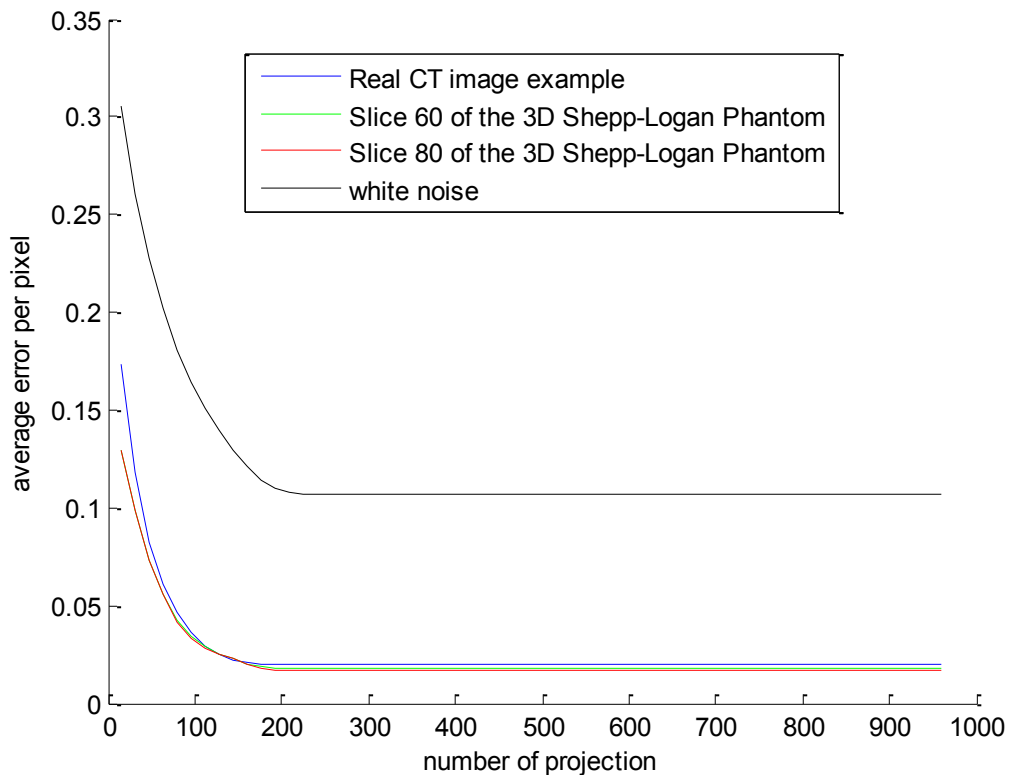 0.35
0.3
0.25
0.2
0.15
0.1
0.05
0
average error per pixel
Real CT image example
Slice 60 of the 3D Shepp-Logan Phantom
Slice 80 of the 3D Shepp-Logan Phantom
white noise
0 100 200 300 400 500 600 700 800 900 1000
number of projection